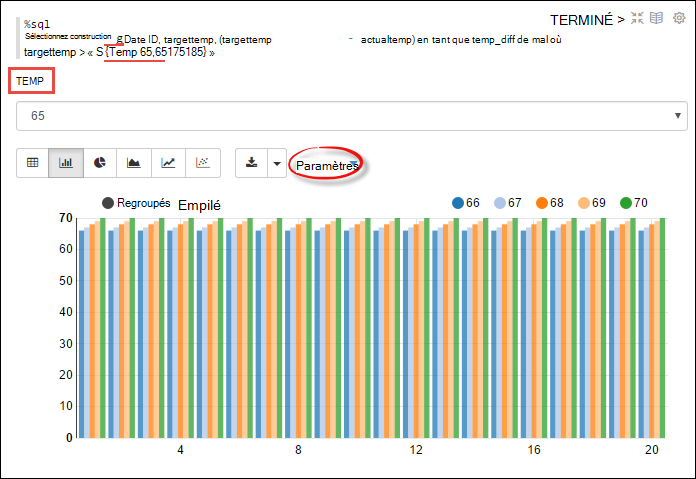 %sql
TERMINÉ >
Sélectionnez construction gDate ID, targettemp, (targettemp - actualtemp) en tant que temp_diff de mal où
targettemp > « S {Temp 65,65175185} »
TEMP
65
Paramètres
Regroupés Empilé 66 67 68 69 70
70
60
50
40
30
20
10
0
4 8 12 16 20